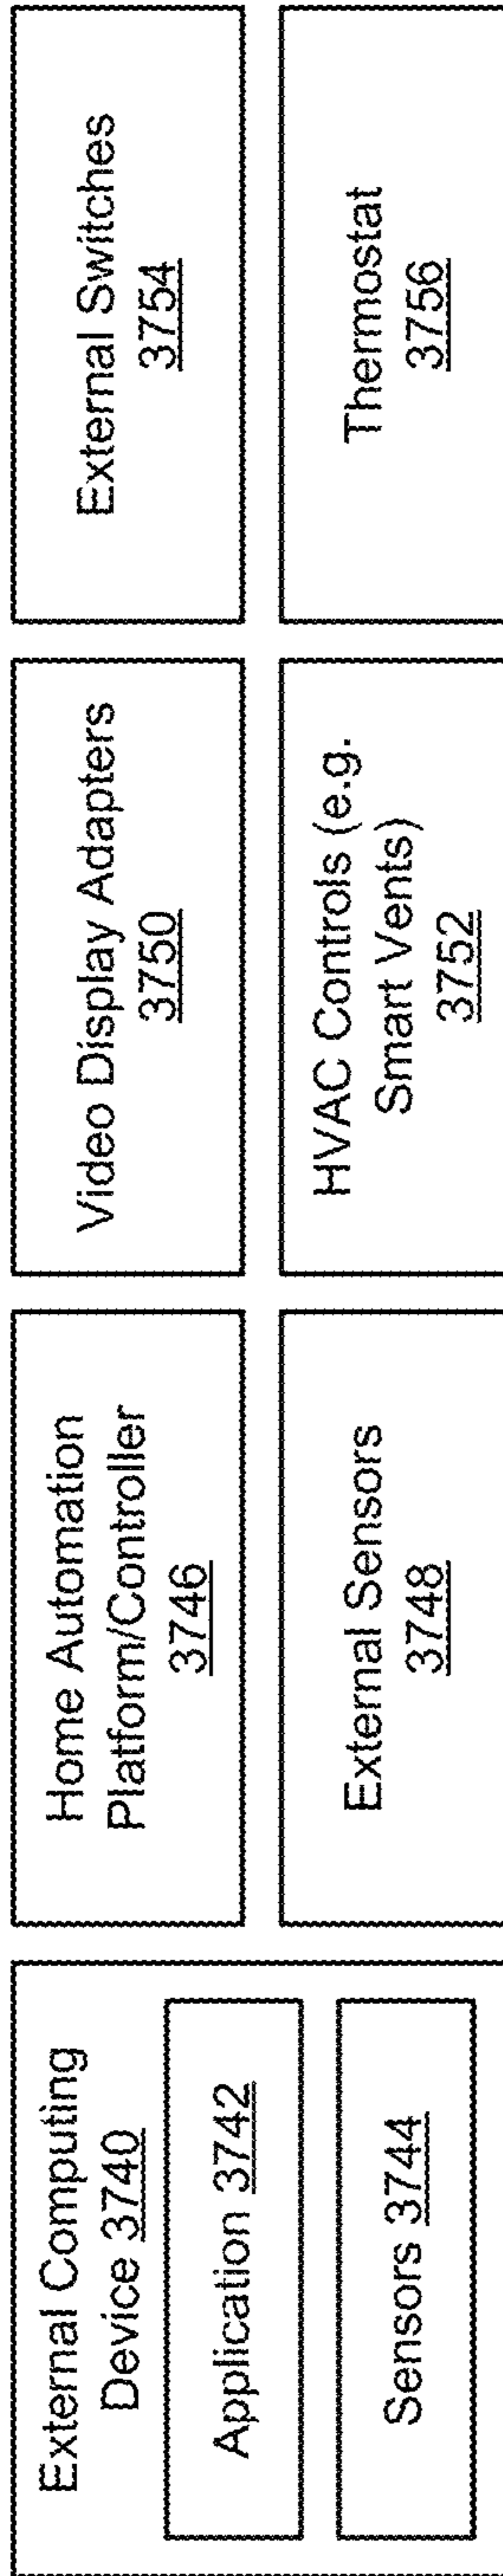 External Computing
Device 3740
Application 3742
Sensors 3744
Home Automation
Platform/Controller
3746
External Sensors
3748
Video Display Adapters
3750
HVAC Controls (e.g.
Smart Vents)
3752
External Switches
3754
Thermostat
3756